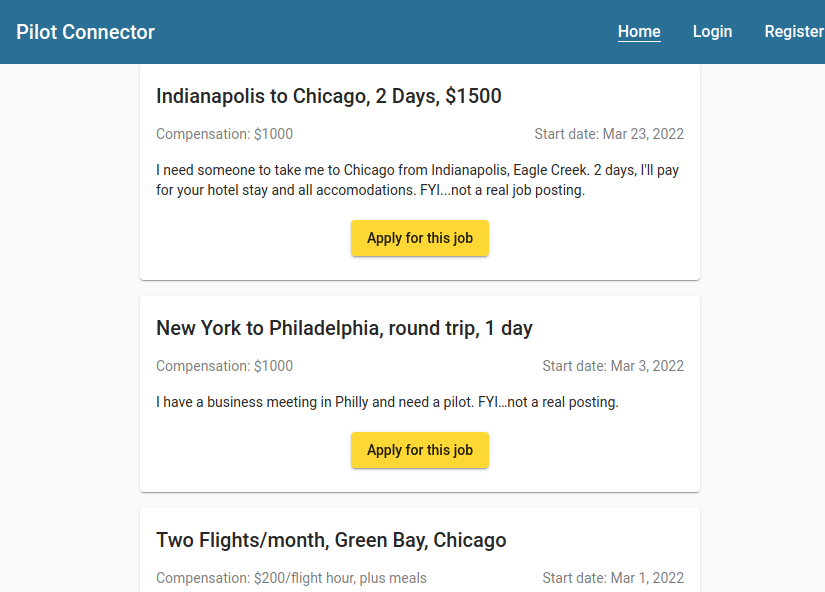 Pilot Connector Home Login Register
Indianapolis to Chicago, 2 Days, $1500
Compensation: $1000 Start date: Mar 23, 2022
I need someone to take me to Chicago from Indianapolis, Eagle Creek. 2 days, I'll pay
for your hotel stay and all accomodations. FYI...not a real job posting.
Apply for this job
New York to Philadelphia, round trip, 1 day
Compensation: $1000 Start date: Mar 3, 2022
I have a business meeting in Philly and need a pilot. FYI...not a real posting.
Apply for this job
Two Flights/month, Green Bay, Chicago
Compensation: $200/flight hour, plus meals Start date: Mar 1, 2022